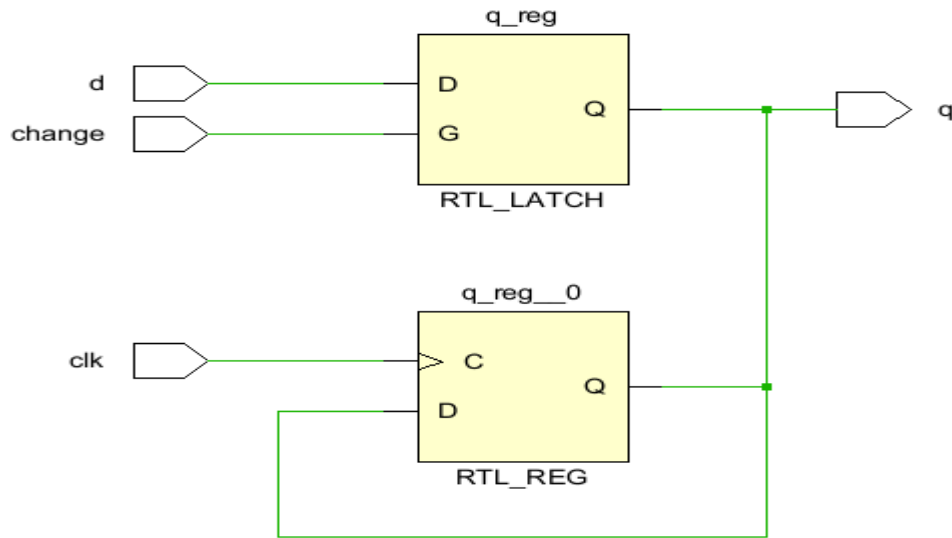 q_reg
d
D
Q
q
change
G
RTL_LATCH
q_reg__0
clk
C
Q
D
RTL_REG